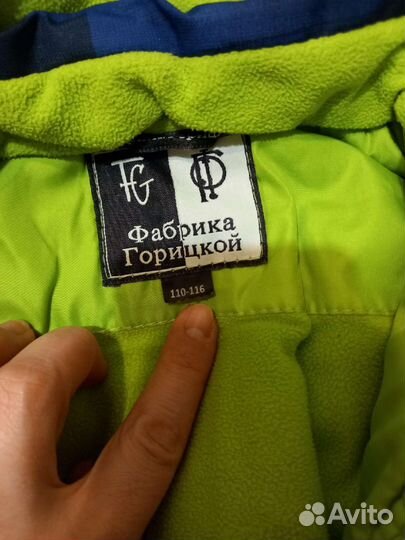 FG
ФГ
Фабрика
Горицкой
110-116
Avito